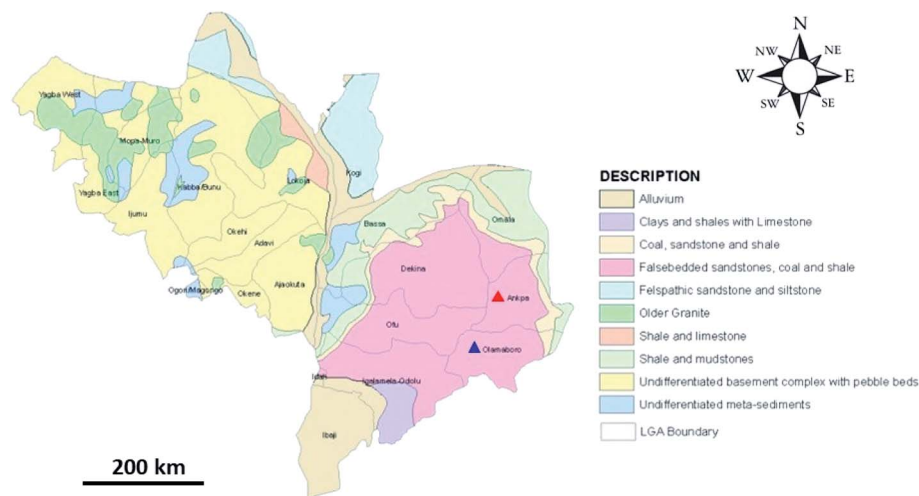 N
NW
NE
W
E
SW
SE
S
Yagba West
Mopa-Muro
Kabba/Bunu
Lokoja
Kogi
Yagba East
Ijumu
Bassa
Omala
Okehi
Adavi
Dekina
Ogori/Magongo
Okene
Ajaokuta
Ankpa
Ofu
Olamaboro
Idah
Igalamela-Odolu
Ibaji
200 km
DESCRIPTION
Alluvium
Clays and shales with Limestone
Coal, sandstone and shale
Falsebedded sandstones, coal and shale
Felspathic sandstone and siltstone
Older Granite
Shale and limestone
Shale and mudstones
Undifferentiated basement complex with pebble beds
Undifferentiated meta-sediments
LGA Boundary